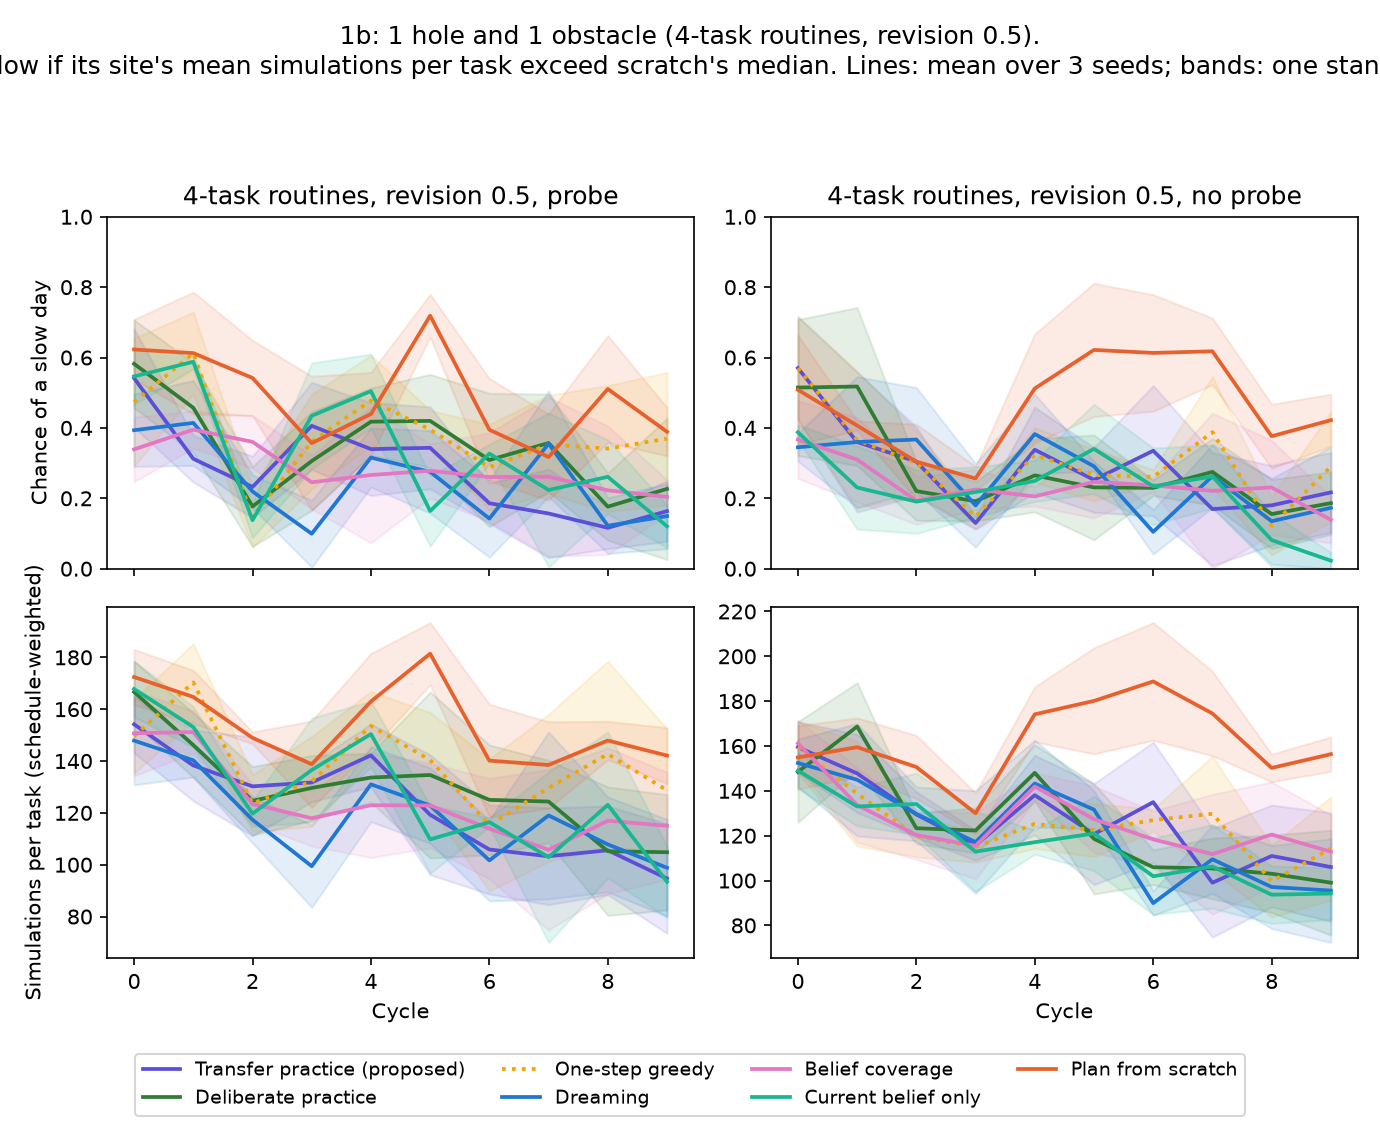 1b: 1 hole and 1 obstacle (4-task routines, revision 0.5).
low if its site's mean simulations per task exceed scratch's median. Lines: mean over 3 seeds; bands: one stan
4-task routines, revision 0.5, probe
4-task routines, revision 0.5, no probe
Chance of a slow day
1.0
0.8
0.6
0.4
0.2
0.0
1.0
0.8
0.6
0.4
0.2
0.0
Simulations per task (schedule-weighted)
180
160
140
120
100
80
220
200
180
160
140
120
100
80
0 2 4 6 8
0 2 4 6 8
Cycle
Cycle
Transfer practice (proposed)
Deliberate practice
One-step greedy
Dreaming
Belief coverage
Current belief only
Plan from scratch